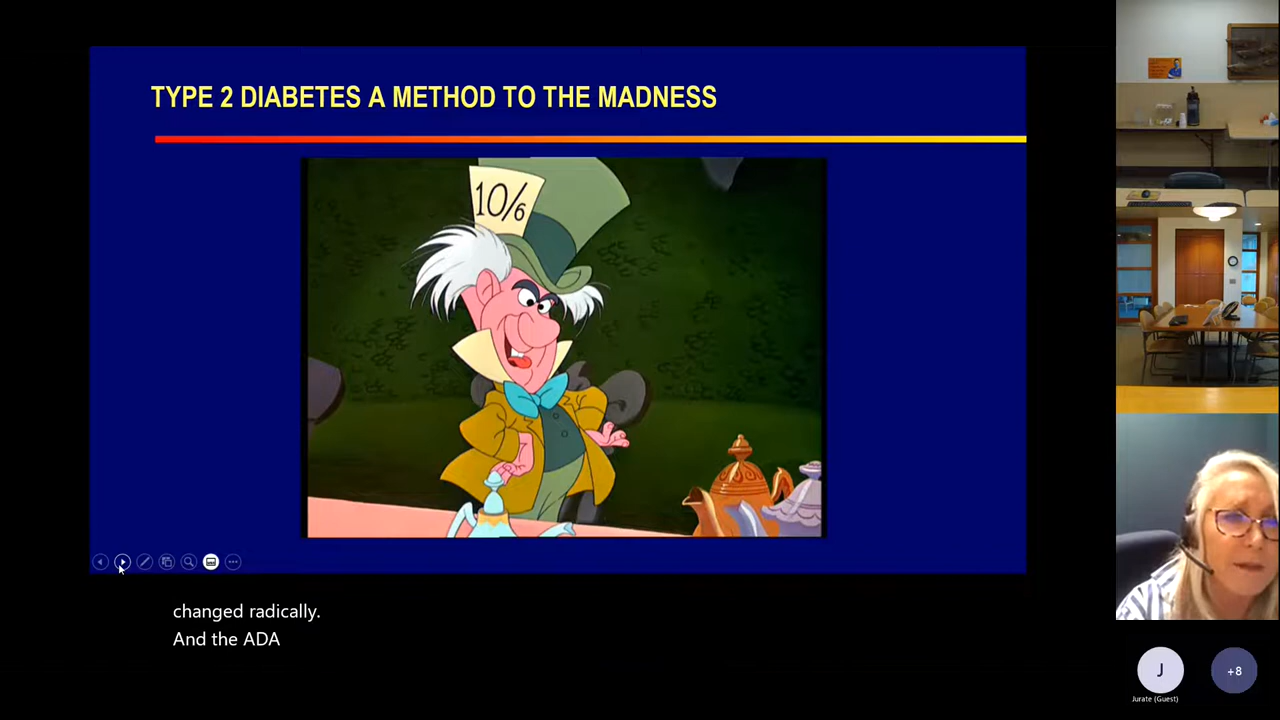 TYPE 2 DIABETES A METHOD TO THE MADNESS
10/6
changed radically.
And the ADA
J
+8
Jurate (Guest)